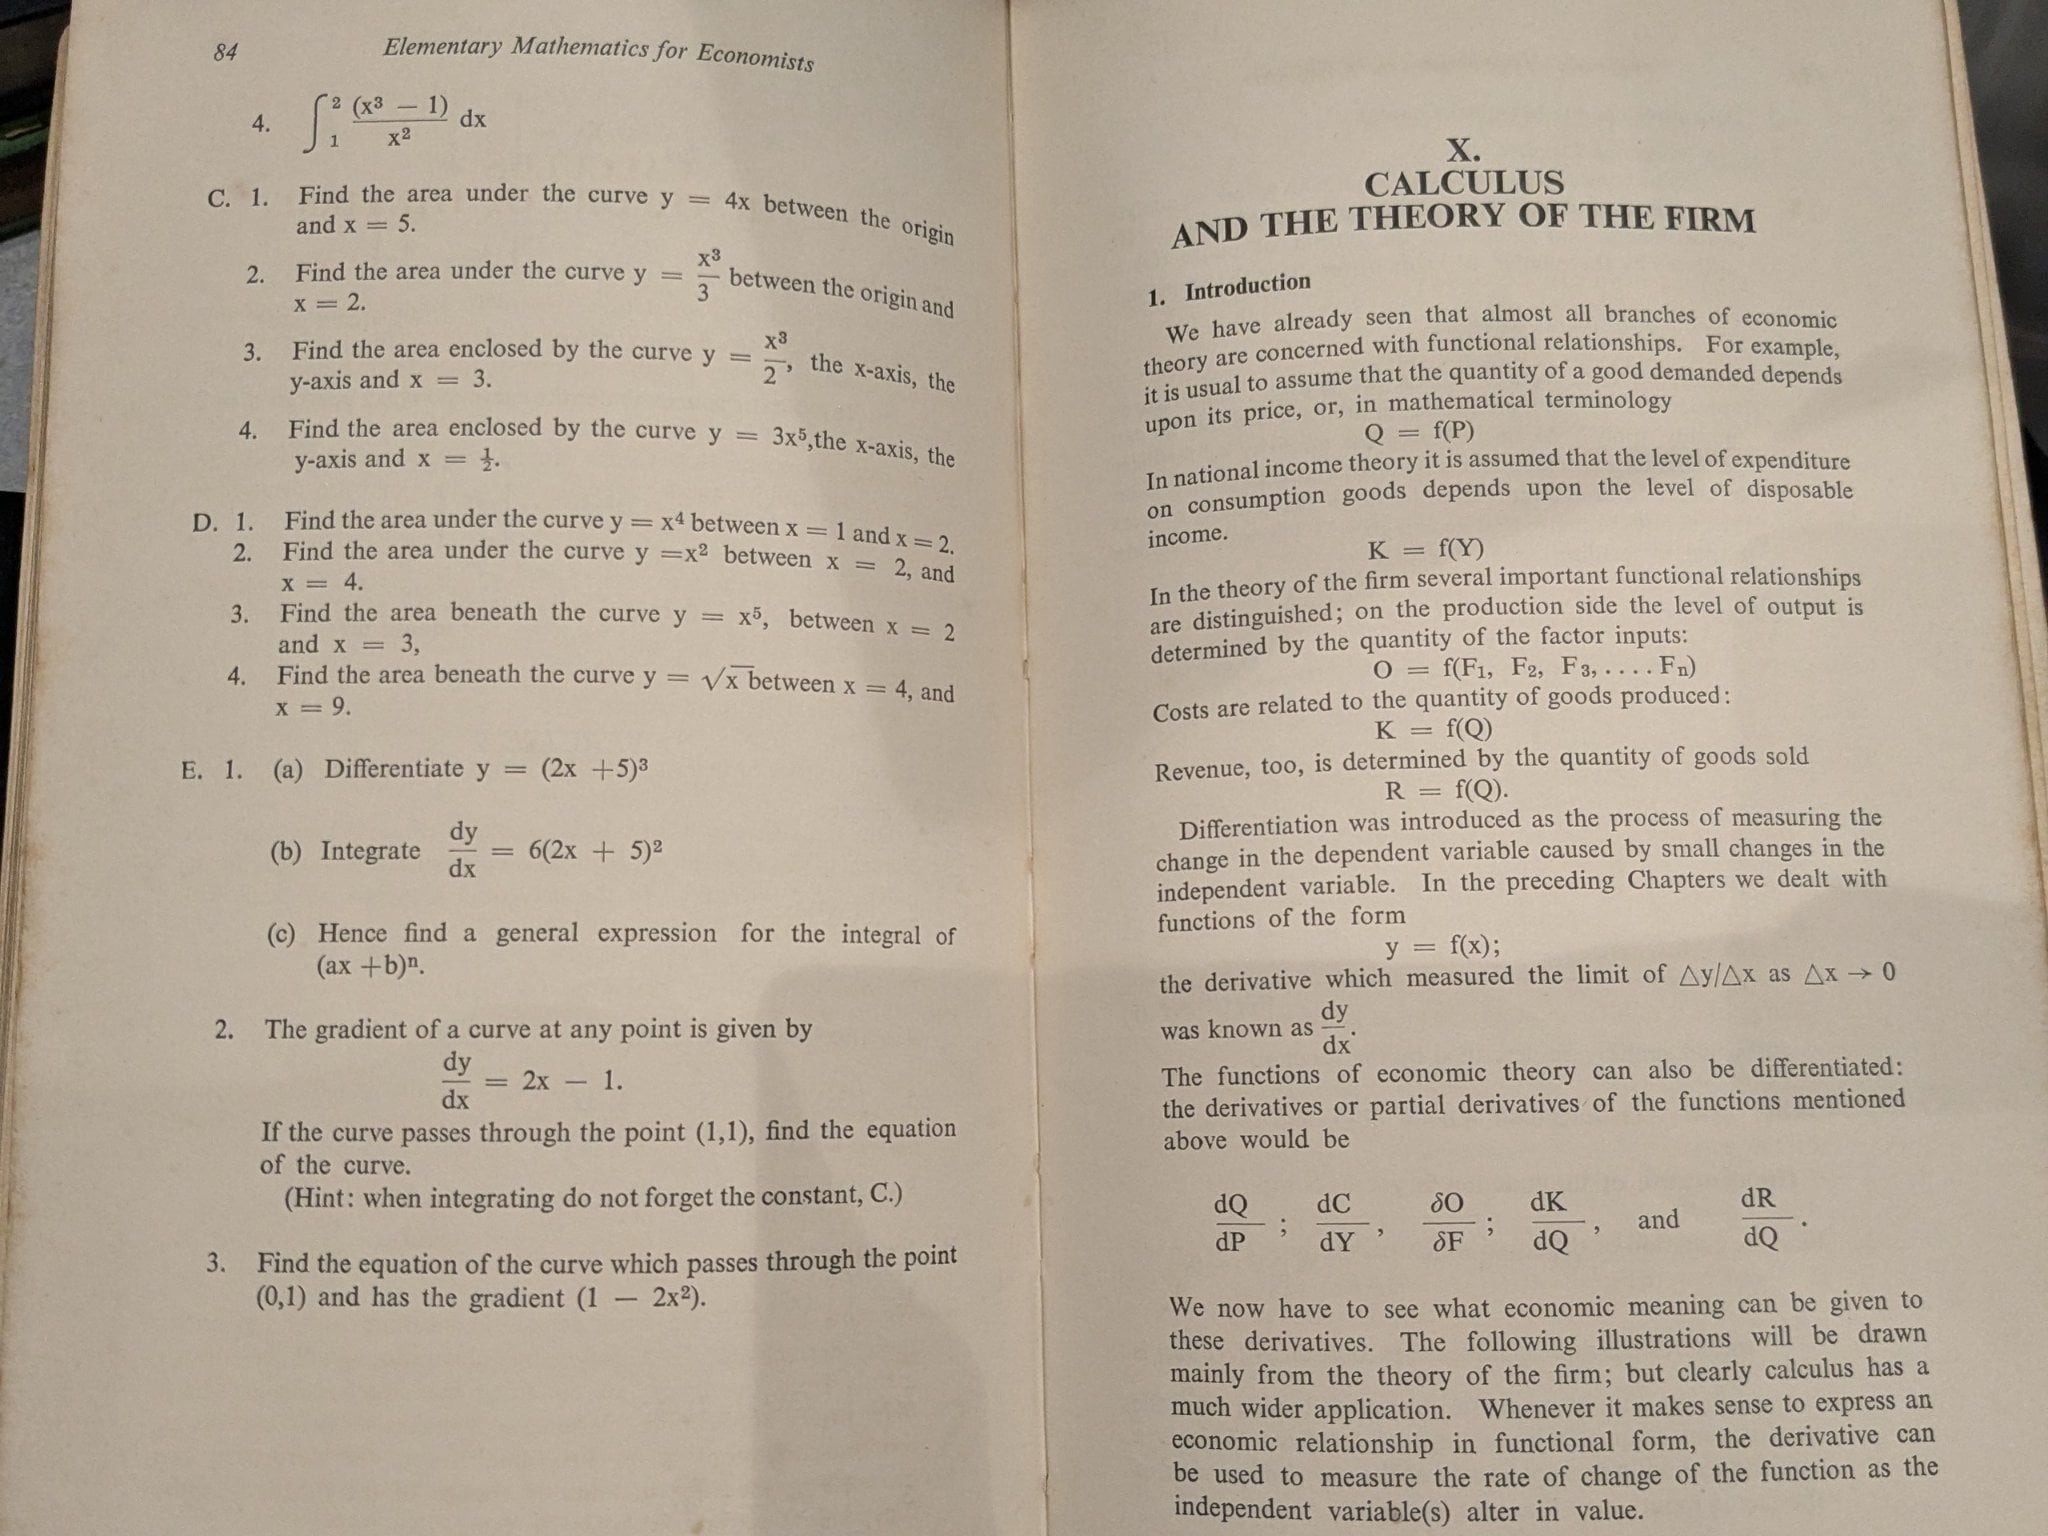 84 Elementary Mathematics for Economists
4. ∫₁² (x³ — 1)/x² dx
C. 1. Find the area under the curve y = 4x between the origin
and x = 5.
2. Find the area under the curve y = x³/3 between the origin and
x = 2.
3. Find the area enclosed by the curve y = x³/2, the x-axis, the
y-axis and x = 3.
4. Find the area enclosed by the curve y = 3x⁵,the x-axis, the
y-axis and x = ½.
D. 1. Find the area under the curve y = x⁴ between x = 1 and x = 2.
2. Find the area under the curve y =x² between x = 2, and
x = 4.
3. Find the area beneath the curve y = x⁵, between x = 2
and x = 3,
4. Find the area beneath the curve y = √x between x = 4, and
x = 9.
E. 1. (a) Differentiate y = (2x +5)³
(b) Integrate dy/dx = 6(2x + 5)²
(c) Hence find a general expression for the integral of
(ax +b)ⁿ.
2. The gradient of a curve at any point is given by
dy/dx = 2x — 1.
If the curve passes through the point (1,1), find the equation
of the curve.
(Hint: when integrating do not forget the constant, C.)
3. Find the equation of the curve which passes through the point
(0,1) and has the gradient (1 — 2x²).
X.
CALCULUS
AND THE THEORY OF THE FIRM
1. Introduction
We have already seen that almost all branches of economic
theory are concerned with functional relationships. For example,
it is usual to assume that the quantity of a good demanded depends
upon its price, or, in mathematical terminology
Q = f(P)
In national income theory it is assumed that the level of expenditure
on consumption goods depends upon the level of disposable
income.
K = f(Y)
In the theory of the firm several important functional relationships
are distinguished; on the production side the level of output is
determined by the quantity of the factor inputs:
O = f(F₁, F₂, F₃, .... Fₙ)
Costs are related to the quantity of goods produced:
K = f(Q)
Revenue, too, is determined by the quantity of goods sold
R = f(Q).
Differentiation was introduced as the process of measuring the
change in the dependent variable caused by small changes in the
independent variable. In the preceding Chapters we dealt with
functions of the form
y = f(x);
the derivative which measured the limit of △y/△x as △x → 0
was known as dy/dx.
The functions of economic theory can also be differentiated:
the derivatives or partial derivatives of the functions mentioned
above would be
dQ/dP ; dC/dY , δO/δF ; dK/dQ , and dR/dQ .
We now have to see what economic meaning can be given to
these derivatives. The following illustrations will be drawn
mainly from the theory of the firm; but clearly calculus has a
much wider application. Whenever it makes sense to express an
economic relationship in functional form, the derivative can
be used to measure the rate of change of the function as the
independent variable(s) alter in value.